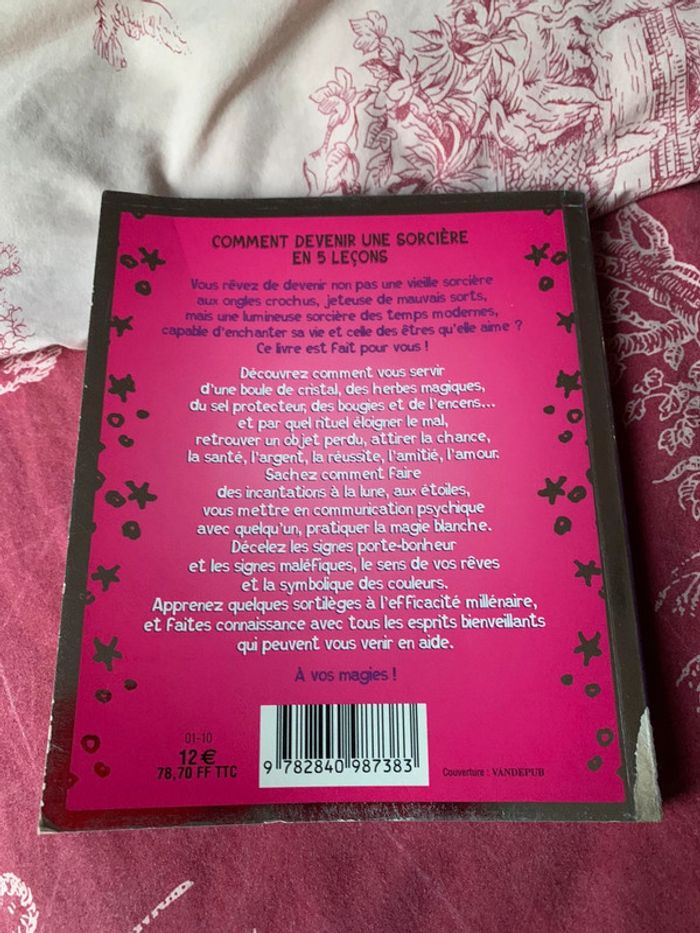 COMMENT DEVENIR UNE SORCIÈRE
EN 5 LEÇONS
Vous rêvez de devenir non pas une vieille sorcière
aux ongles crochus, jeteuse de mauvais sorts,
mais une lumineuse sorcière des temps modernes,
capable d'enchanter sa vie et celle des êtres qu'elle aime ?
Ce livre est fait pour vous !
Découvrez comment vous servir
d'une boule de cristal, des herbes magiques,
du sel protecteur, des bougies et de l'encens...
et par quel rituel éloigner le mal,
retrouver un objet perdu, attirer la chance,
la santé, l'argent, la réussite, l'amitié, l'amour.
Sachez comment faire
des incantations à la lune, aux étoiles,
vous mettre en communication psychique
avec quelqu'un, pratiquer la magie blanche.
Décelez les signes porte-bonheur
et les signes maléfiques, le sens de vos rêves
et la symbolique des couleurs.
Apprenez quelques sortilèges à l'efficacité millénaire,
et faites connaissance avec tous les esprits bienveillants
qui peuvent vous venir en aide.
À vos magies !
01-10
12 €
78,70 FF TTC
9 782840 987383
Couverture : VANDEPUB